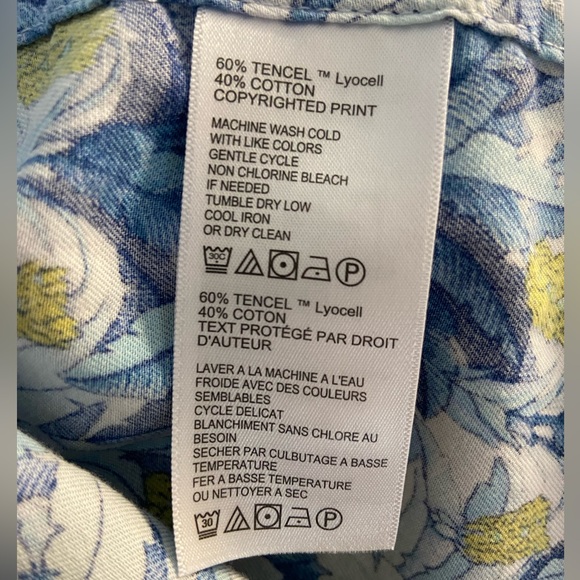 60% TENCEL ™ Lyocell
40% COTTON
COPYRIGHTED PRINT
MACHINE WASH COLD
WITH LIKE COLORS
GENTLE CYCLE
NON CHLORINE BLEACH
IF NEEDED
TUMBLE DRY LOW
COOL IRON
OR DRY CLEAN
30C P
60% TENCEL ™ Lyocell
40% COTON
TEXT PROTÉGÉ PAR DROIT
D'AUTEUR
LAVER A LA MACHINE A L'EAU
FROIDE AVEC DES COULEURS
SEMBLABLES
CYCLE DELICAT
BLANCHIMENT SANS CHLORE AU
BESOIN
SECHER PAR CULBUTAGE A BASSE
TEMPERATURE
FER A BASSE TEMPERATURE
OU NETTOYER A SEC
30 P